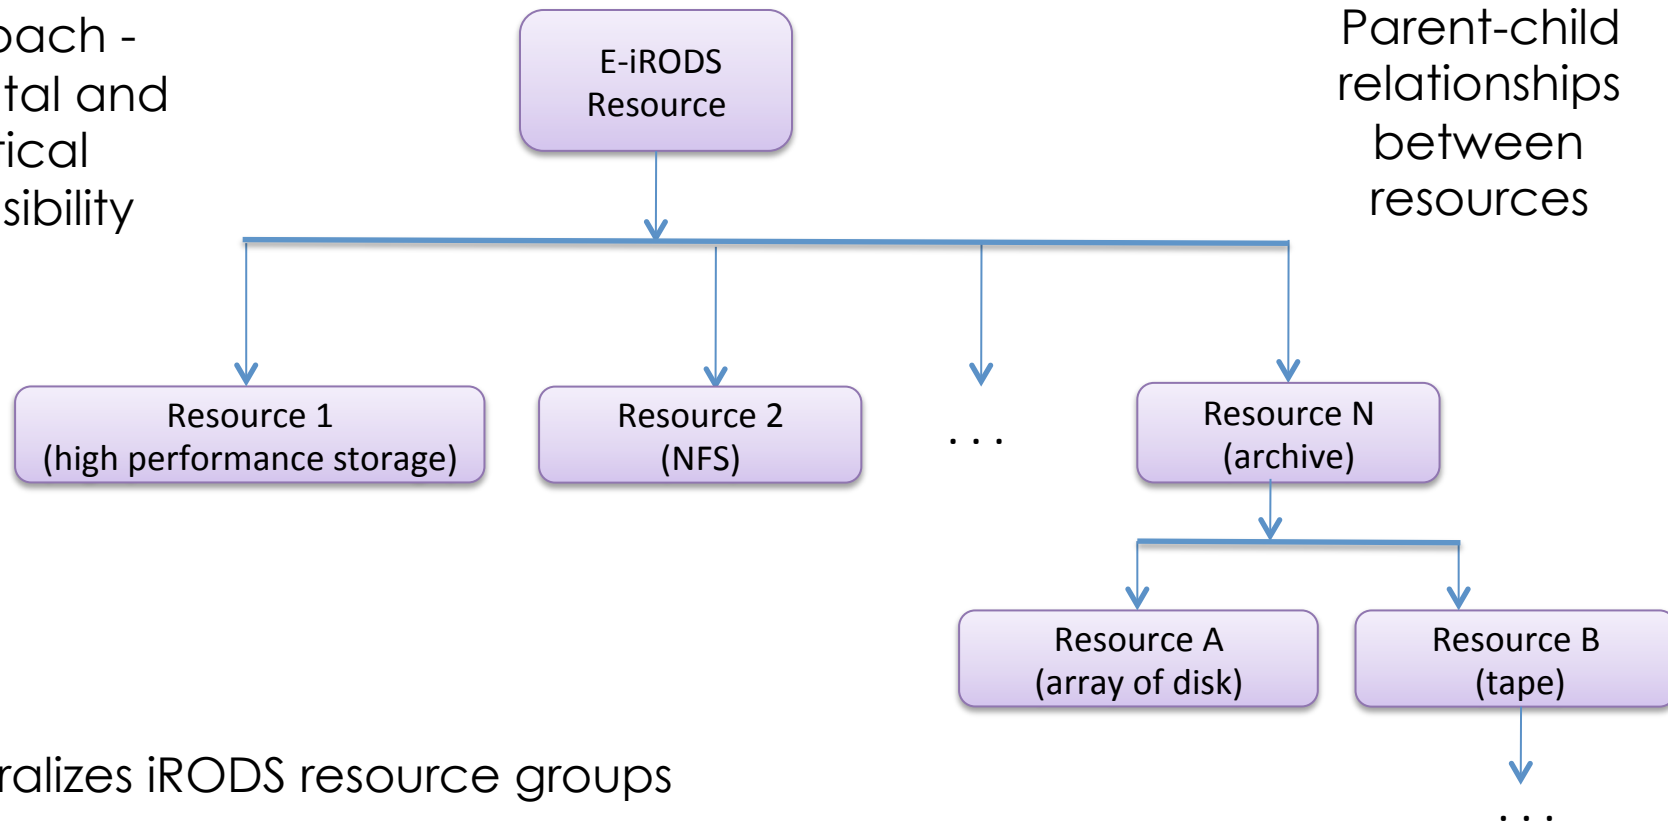 oach -
tal and
tical
sibility
E-iRODS
Resource
Parent-child
relationships
between
resources
Resource 1
(high performance storage)
Resource 2
(NFS)
. . .
Resource N
(archive)
Resource A
(array of disk)
Resource B
(tape)
. . .
ralizes iRODS resource groups